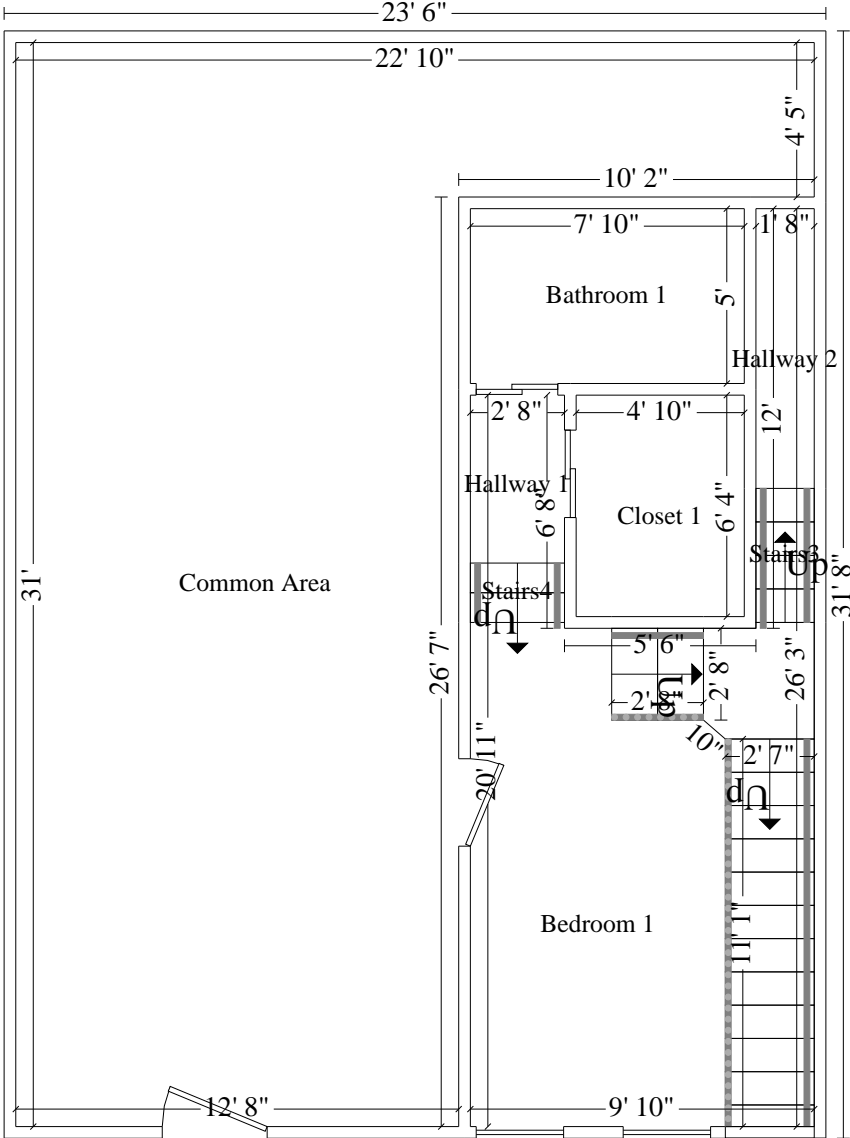 23' 6"
22' 10"
4' 5"
10' 2"
7' 10"
1' 8"
Bathroom 1
5'
Hallway 2
2' 8"
4' 10"
12'
Hallway 1
6' 8"
Closet 1
6' 4"
Stairs3
Up
Common Area
31'
Stairs4
Up
31' 8"
5' 6"
2' 8"
26' 7"
26' 3"
2' 8"
Up
10"
20' 11"
2' 7"
Up
Bedroom 1
11' 1"
12' 8"
9' 10"